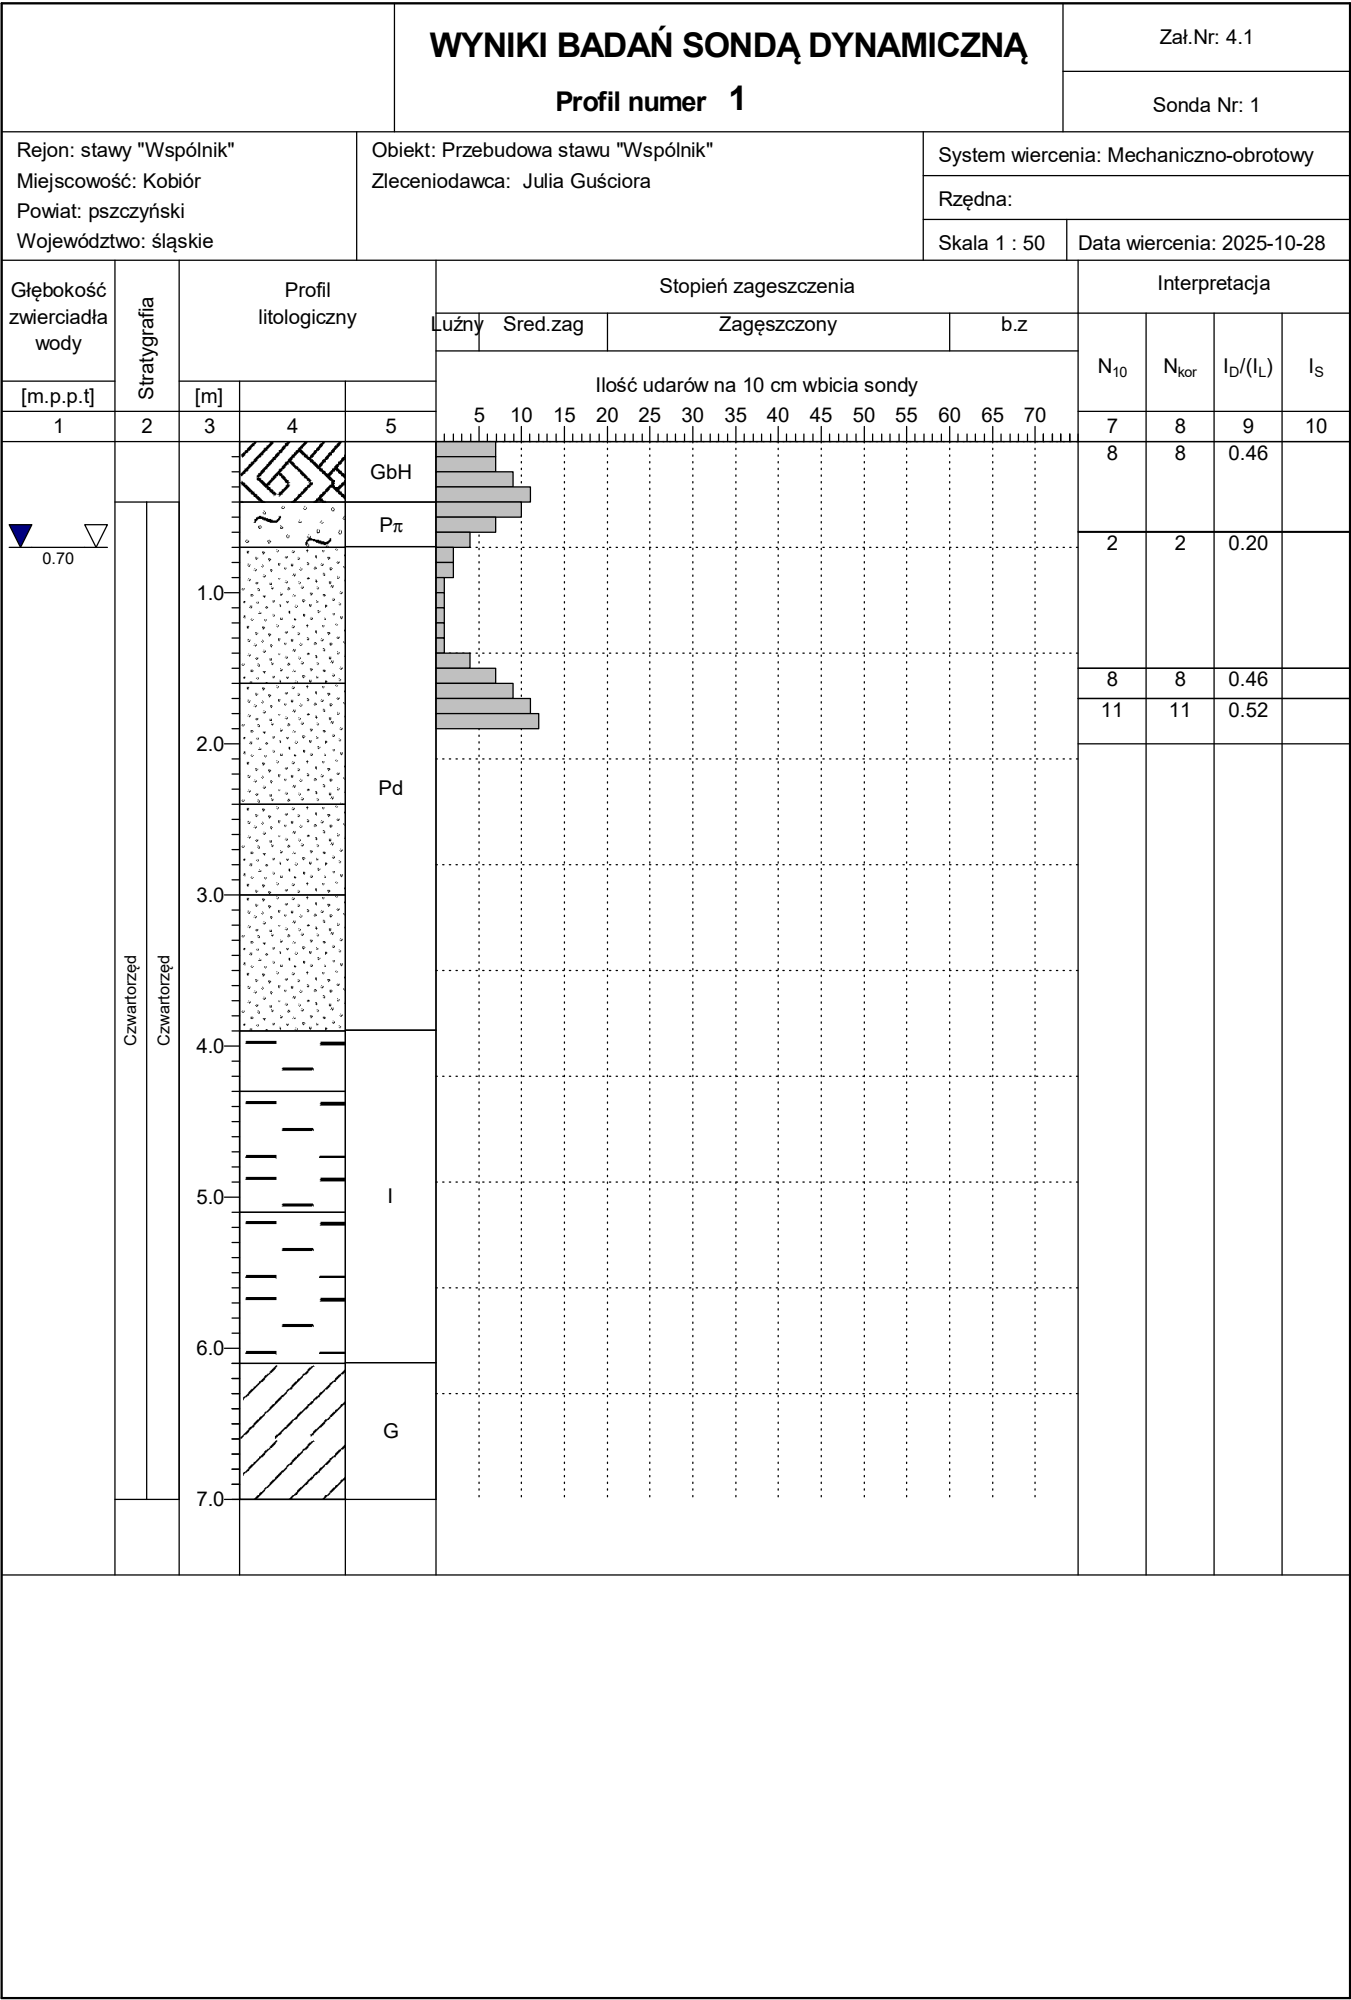 WYNIKI BADAŃ SONDĄ DYNAMICZNĄ
Profil numer 1
Zał.Nr: 4.1
Sonda Nr: 1
Rejon: stawy "Wspólnik"
Miejscowość: Kobiór
Powiat: pszczyński
Województwo: śląskie
Obiekt: Przebudowa stawu "Wspólnik"
Zleceniodawca: Julia Guściora
System wiercenia: Mechaniczno-obrotowy
Rzędna:
Skala 1 : 50
Data wiercenia: 2025-10-28
Głębokość
zwierciadła
wody
[m.p.p.t]
Stratygrafia
Profil
litologiczny
[m]
Stopień zageszczenia
Luźny Sred.zag Zagęszczony b.z
Ilość udarów na 10 cm wbicia sondy
5 10 15 20 25 30 35 40 45 50 55 60 65 70
Interpretacja
N10 Nkor ID/(IL) IS
1 2 3 4 5 7 8 9 10
GbH
8 8 0.46
Pπ
0.70
2 2 0.20
1.0
8 8 0.46
11 11 0.52
2.0
Pd
3.0
Czwartorzęd
Czwartorzęd
4.0
5.0
I
6.0
G
7.0